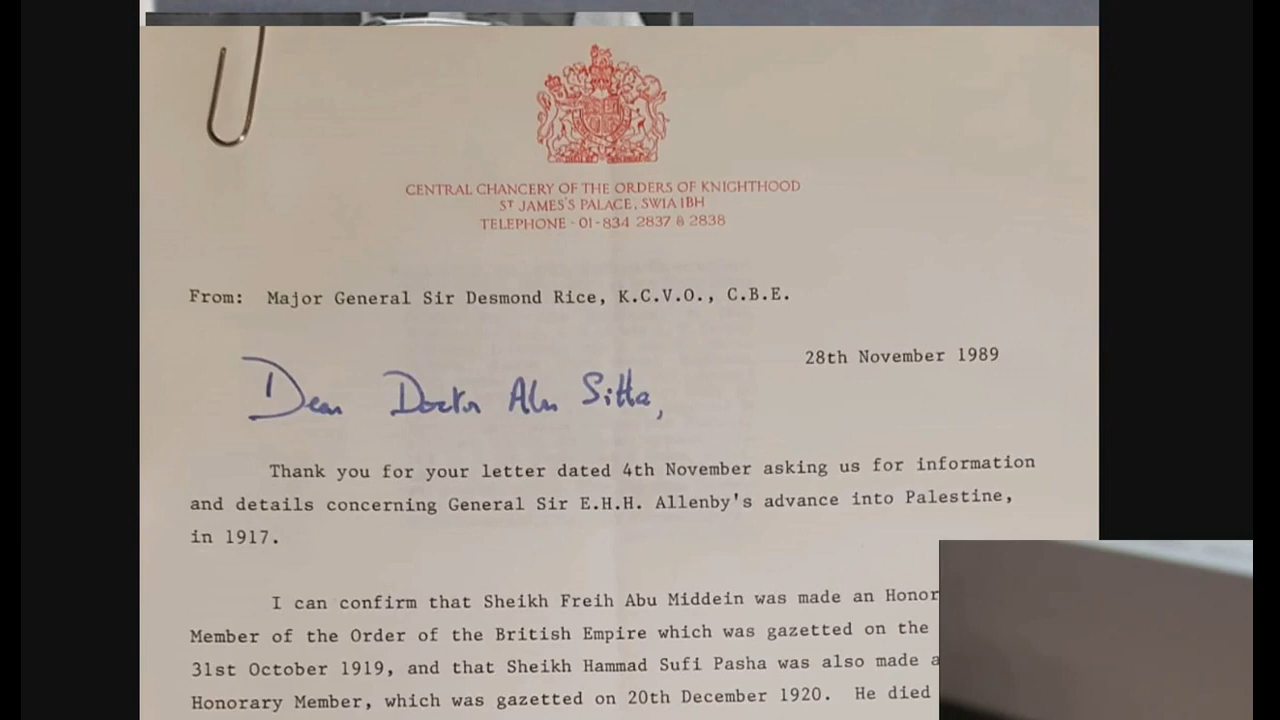 CENTRAL CHANCERY OF THE ORDERS OF KNIGHTHOOD
ST JAMES'S PALACE, SW1A 1BH
TELEPHONE - 01-834 2837 & 2838
From: Major General Sir Desmond Rice, K.C.V.O., C.B.E.
28th November 1989
Dear Doctor Abu Sitta,
Thank you for your letter dated 4th November asking us for information
and details concerning General Sir E.H.H. Allenby's advance into Palestine,
in 1917.
I can confirm that Sheikh Freih Abu Middein was made an Honor
Member of the Order of the British Empire which was gazetted on the
31st October 1919, and that Sheikh Hammad Sufi Pasha was also made a
Honorary Member, which was gazetted on 20th December 1920. He died